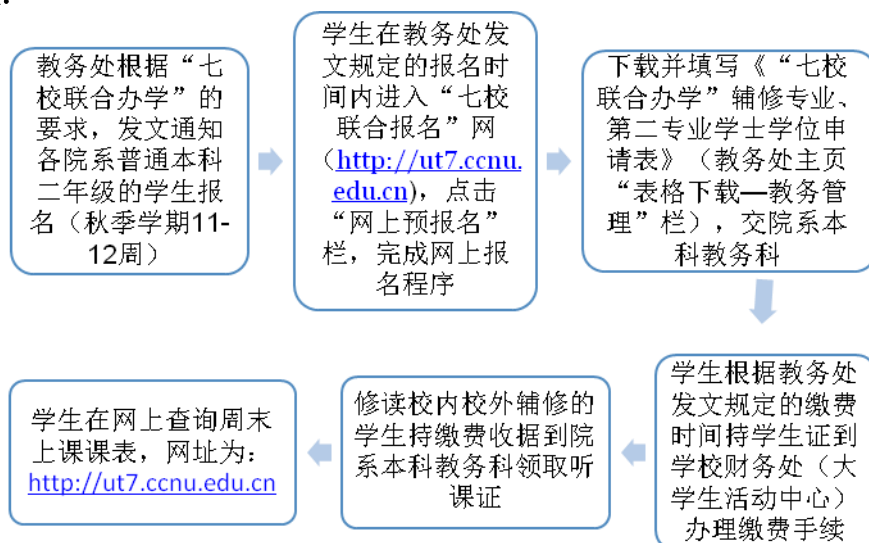 教务处根据“七
校联合办学”的
要求，发文通知
各院系普通本科
二年级的学生报
名（秋季学期11-
12周）
学生在教务处发
文规定的报名时
间内进入“七校
联合报名”网
（http://ut7.ccnu.
edu.cn)，点击
“网上预报名”
栏，完成网上报
名程序
下载并填写《“七校
联合办学”辅修专业、
第二专业学士学位申
请表》（教务处主页
“表格下载—教务管
理”栏），交院系本
科教务科
学生根据教务处
发文规定的缴费
时间持学生证到
学校财务处（大
学生活动中心）
办理缴费手续
修读校内校外辅修的
学生持缴费收据到院
系本科教务科领取听
课证
学生在网上查询周末
上课课表，网址为：
http://ut7.ccnu.edu.cn